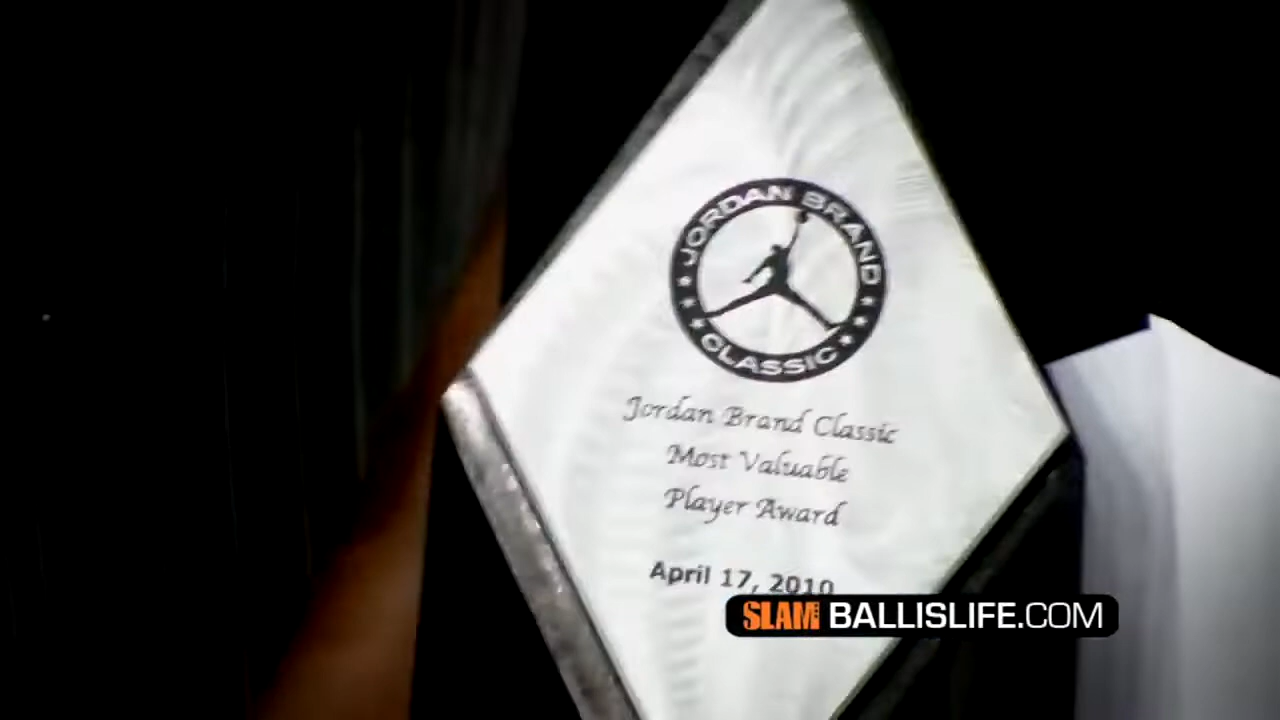 JORDAN BRAND
CLASSIC
Jordan Brand Classic
Most Valuable
Player Award
April 17, 2010
SLAM BALLISLIFE.COM